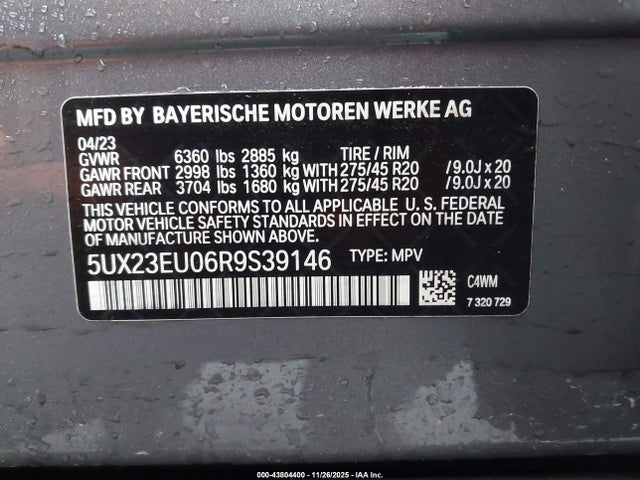 MFD BY BAYERISCHE MOTOREN WERKE AG
04/23
GVWR 6360 lbs 2885 kg TIRE / RIM
GAWR FRONT 2998 lbs 1360 kg WITH 275/45 R20 /9.0J x 20
GAWR REAR 3704 lbs 1680 kg WITH 275/45 R20 /9.0J x 20
THIS VEHICLE CONFORMS TO ALL APPLICABLE U. S. FEDERAL
MOTOR VEHICLE SAFETY STANDARDS IN EFFECT ON THE DATE
OF MANUFACTURE SHOWN ABOVE.
5UX23EU06R9S39146 TYPE: MPV
C4WM
7 320 729
000-43804400 - 11/26/2025 - IAA Inc.